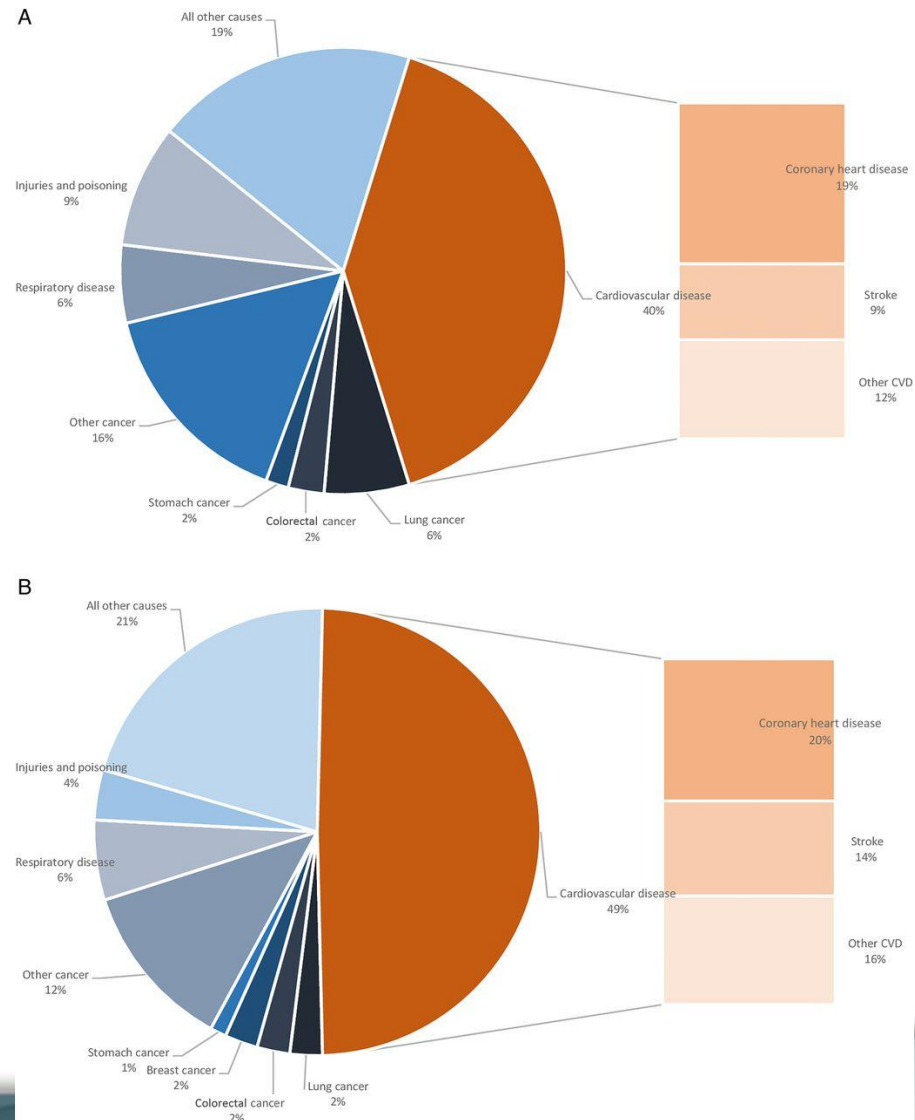 A
All other causes
19%
Coronary heart disease
19%
Injuries and poisoning
9%
Respiratory disease
6%
Cardiovascular disease
40%
Stroke
9%
Other CVD
12%
Other cancer
16%
Stomach cancer
2%
Colorectal cancer
2%
Lung cancer
6%
B
All other causes
21%
Coronary heart disease
20%
Injuries and poisoning
4%
Stroke
14%
Respiratory disease
6%
Cardiovascular disease
49%
Other CVD
16%
Other cancer
12%
Stomach cancer
1%
Breast cancer
2%
Colorectal cancer
2%
Lung cancer
2%